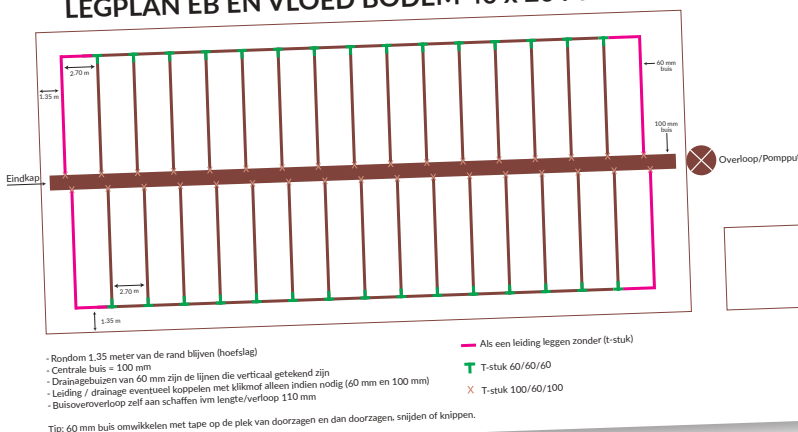 LEGPLAN EB EN VLOED BODEM
2.70 m
1.35 m
60 mm
buis
100 mm
buis
Eindkap
Overloop/Pompput
2.70 m
1.35 m
- Rondom 1.35 meter van de rand blijven (hoefslag)
- Centrale buis = 100 mm
- Drainagebuizen van 60 mm zijn de lijnen die verticaal getekend zijn
- Leiding / drainage eventueel koppelen met klikmof alleen indien nodig (60 mm en 100 mm)
- Buisoveroverloop zelf aan schaffen ivm lengte/verloop 110 mm
Tip: 60 mm buis omwikkelen met tape op de plek van doorzagen en dan doorzagen, snijden of knippen.
Als een leiding leggen zonder (t-stuk)
T-stuk 60/60/60
X T-stuk 100/60/100